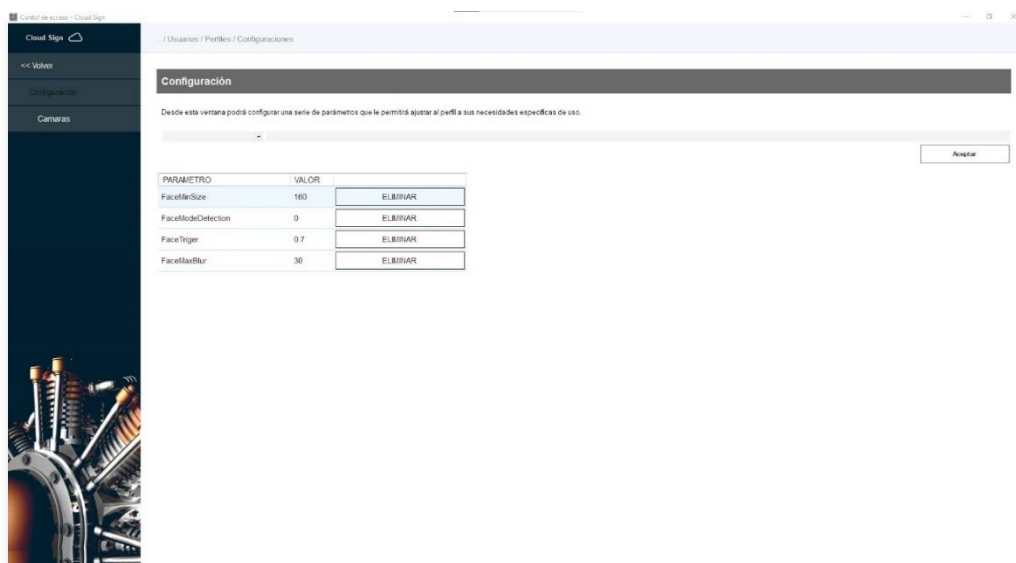 Contol de acceso - Cloud Sign
Cloud Sign
... / Usuarios / Perfiles / Configuraciones
<< Volver
Configuración
Configuración
Desde esta ventana podrá configurar una serie de parámetros que le permitirá ajustar al perfil a sus necesidades específicas de uso.
Camaras
Aceptar
PARAMETRO VALOR
FaceMinSize 160 ELIMINAR
FaceModeDetection 0 ELIMINAR
FaceTriger 0.7 ELIMINAR
FaceMaxBlur 30 ELIMINAR